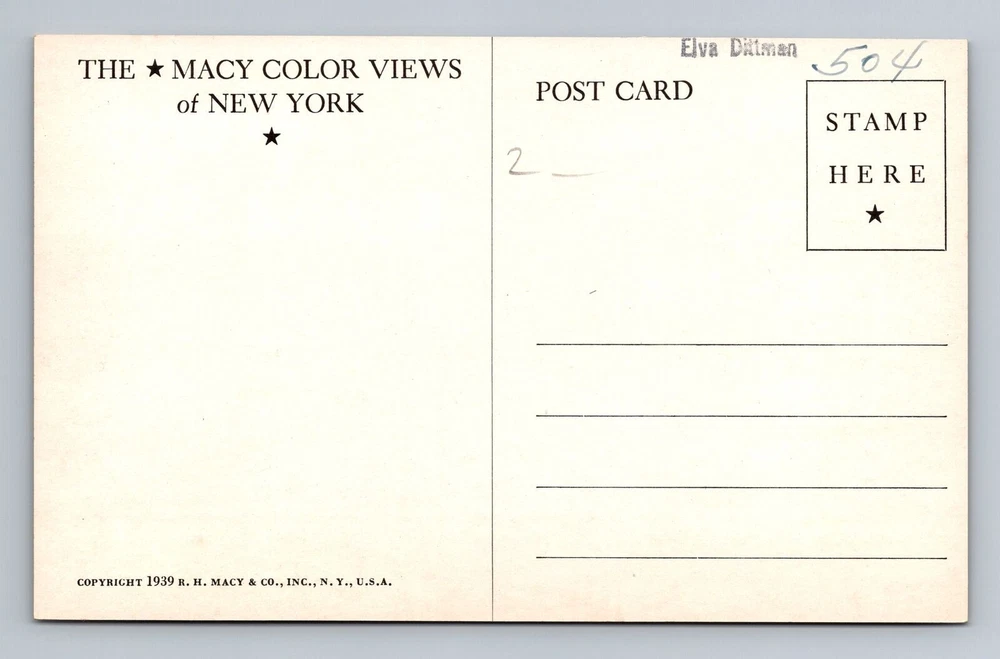 THE ★ MACY COLOR VIEWS
of NEW YORK
★
COPYRIGHT 1939 R. H. MACY & CO., INC., N. Y., U.S.A.
Elva Dittman
504
POST CARD
STAMP
HERE
★
2 —